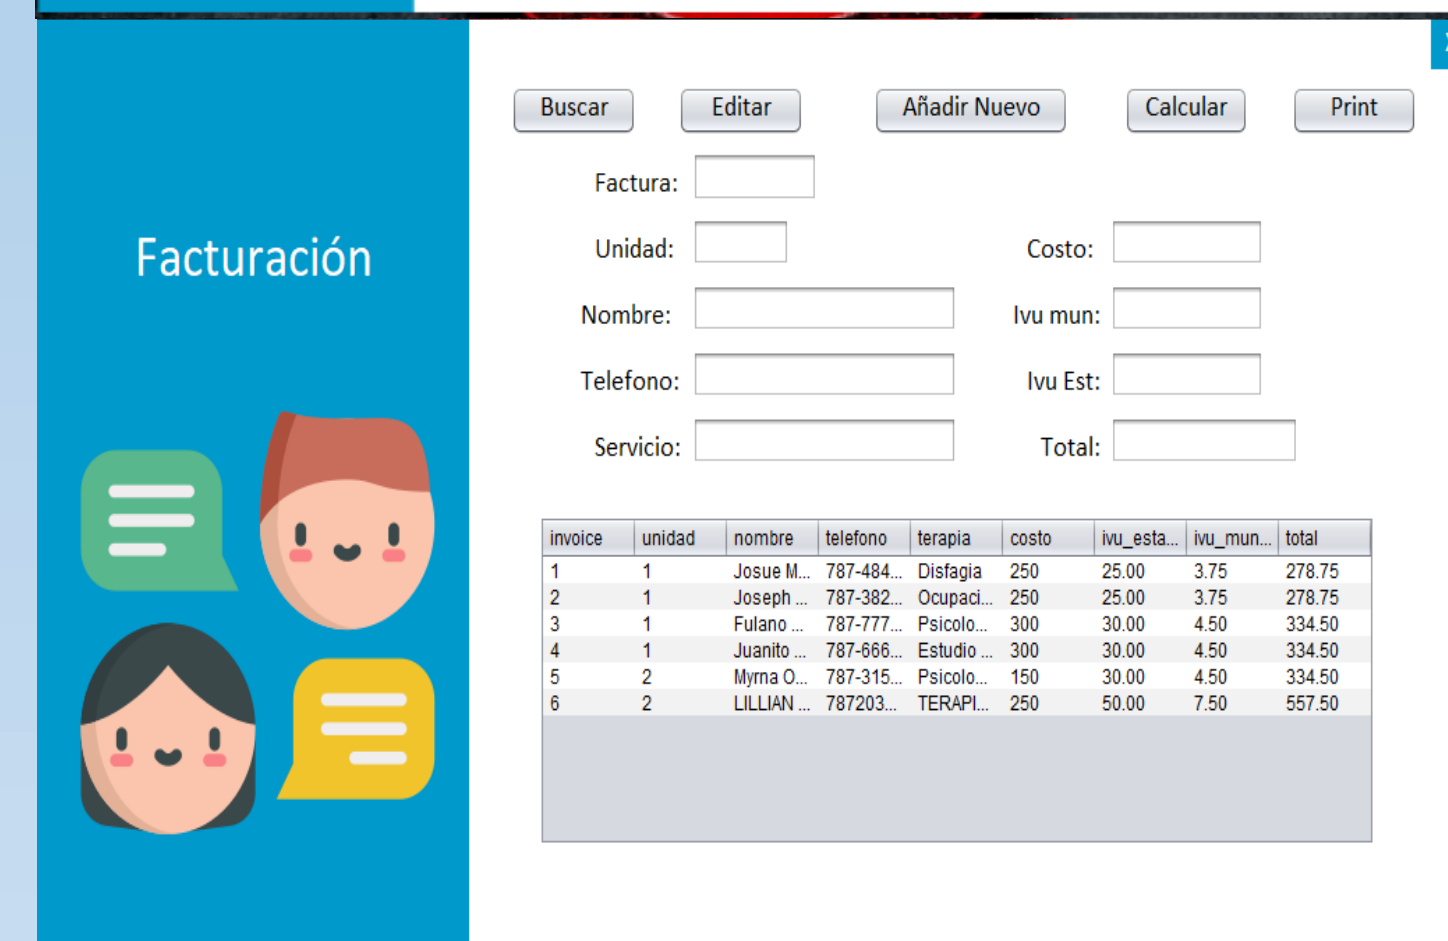 Facturación
Buscar Editar Añadir Nuevo Calcular Print
Factura:
Unidad: Costo:
Nombre: Ivu mun:
Telefono: Ivu Est:
Servicio: Total:
invoice unidad nombre telefono terapia costo ivu_esta... ivu_mun... total
1 1 Josue M... 787-484... Disfagia 250 25.00 3.75 278.75
2 1 Joseph ... 787-382... Ocupaci... 250 25.00 3.75 278.75
3 1 Fulano ... 787-777... Psicolo... 300 30.00 4.50 334.50
4 1 Juanito ... 787-666... Estudio ... 300 30.00 4.50 334.50
5 2 Myrna O... 787-315... Psicolo... 150 30.00 4.50 334.50
6 2 LILLIAN ... 787203... TERAPI... 250 50.00 7.50 557.50